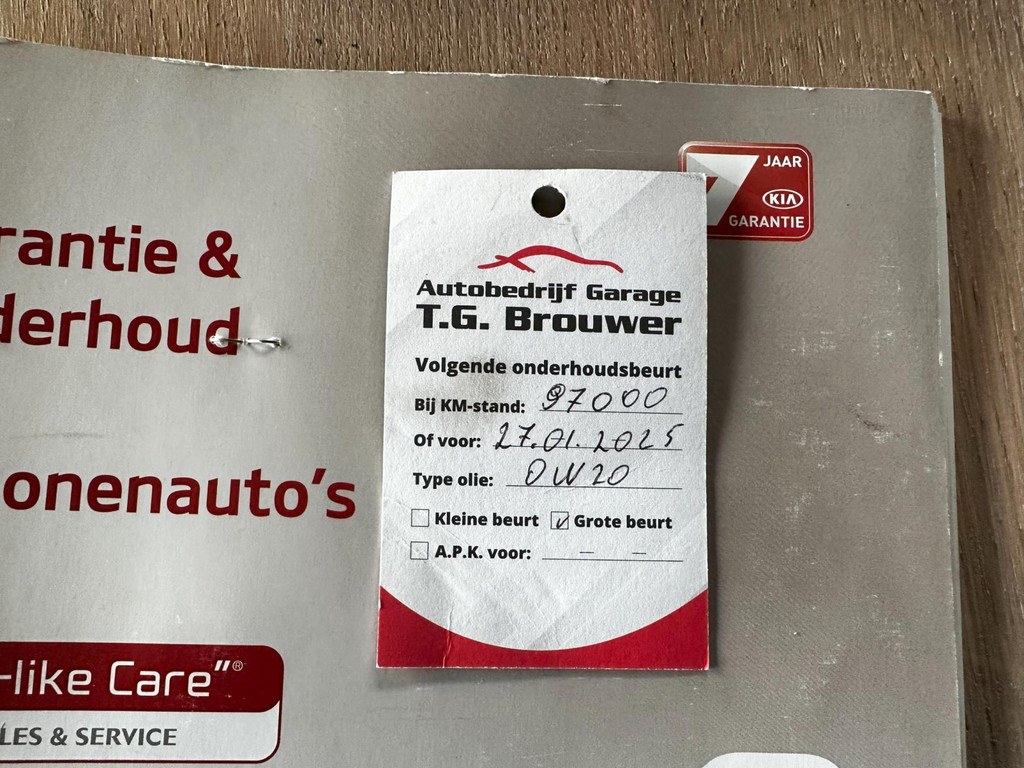 JAAR
KIA
GARANTIE
rantie &
derhoud
onenauto's
-like Care”®
LES & SERVICE
Autobedrijf Garage
T.G. Brouwer
Volgende onderhoudsbeurt
Bij KM-stand: 97000
Of voor: 27.01.2025
Type olie: 0W20
Kleine beurt Grote beurt
A.P.K. voor: – –